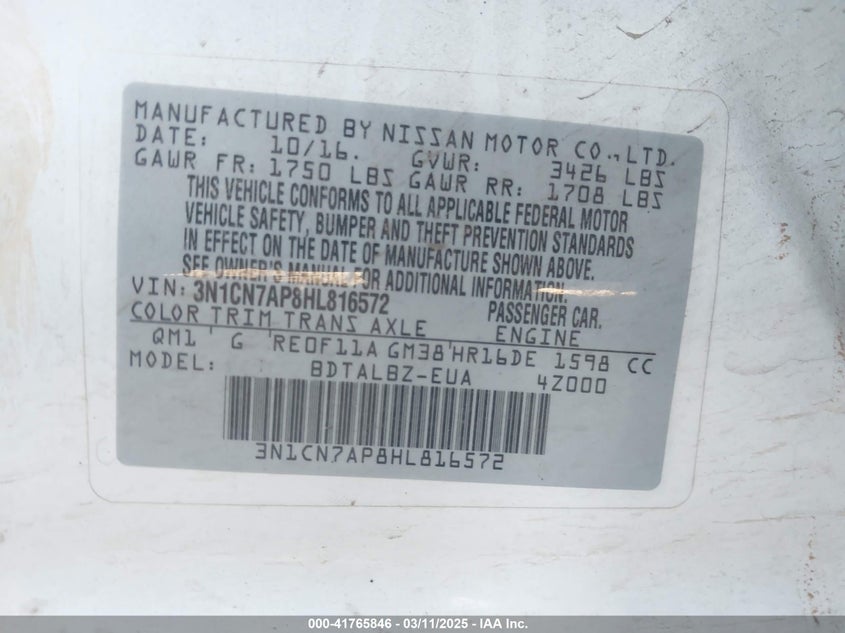 MANUFACTURED BY NISSAN MOTOR CO.,LTD.
DATE: 10/16. GVWR: 3426 LBS
GAWR FR: 1750 LBS GAWR RR: 1708 LBS
THIS VEHICLE CONFORMS TO ALL APPLICABLE FEDERAL MOTOR
VEHICLE SAFETY, BUMPER AND THEFT PREVENTION STANDARDS
IN EFFECT ON THE DATE OF MANUFACTURE SHOWN ABOVE.
SEE OWNER'S MANUAL FOR ADDITIONAL INFORMATION.
VIN: 3N1CN7AP8HL816572 PASSENGER CAR.
COLOR TRIM TRANS AXLE ENGINE
QM1 ' G 'RE0F11A GM38'HR16DE 1598 CC
MODEL: BDTALBZ-EUA 4Z000
3N1CN7AP8HL816572
000-41765846 — 03/11/2025 — IAA Inc.